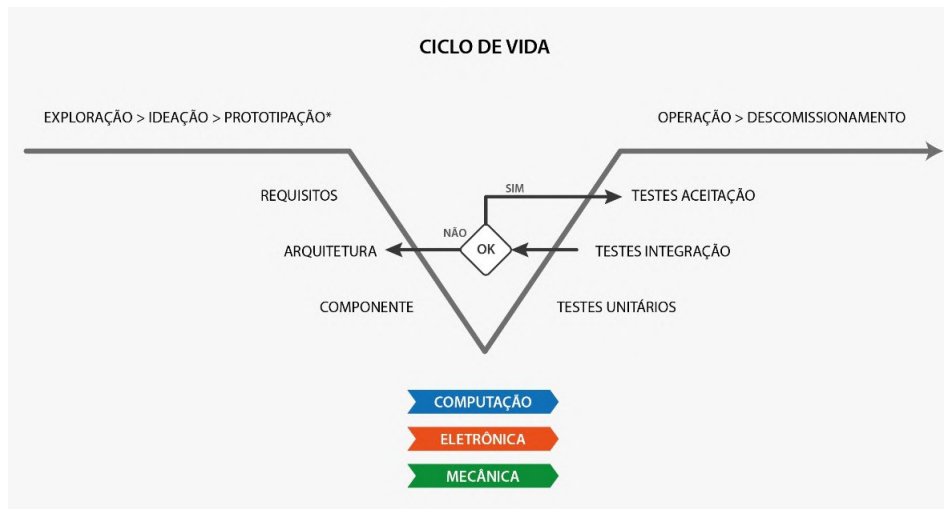 CICLO DE VIDA
EXPLORAÇÃO > IDEAÇÃO > PROTOTIPAÇÃO*
OPERAÇÃO > DESCOMISSIONAMENTO
REQUISITOS
SIM
TESTES ACEITAÇÃO
NÃO
ARQUITETURA
OK
TESTES INTEGRAÇÃO
COMPONENTE
TESTES UNITÁRIOS
COMPUTAÇÃO
ELETRÔNICA
MECÂNICA